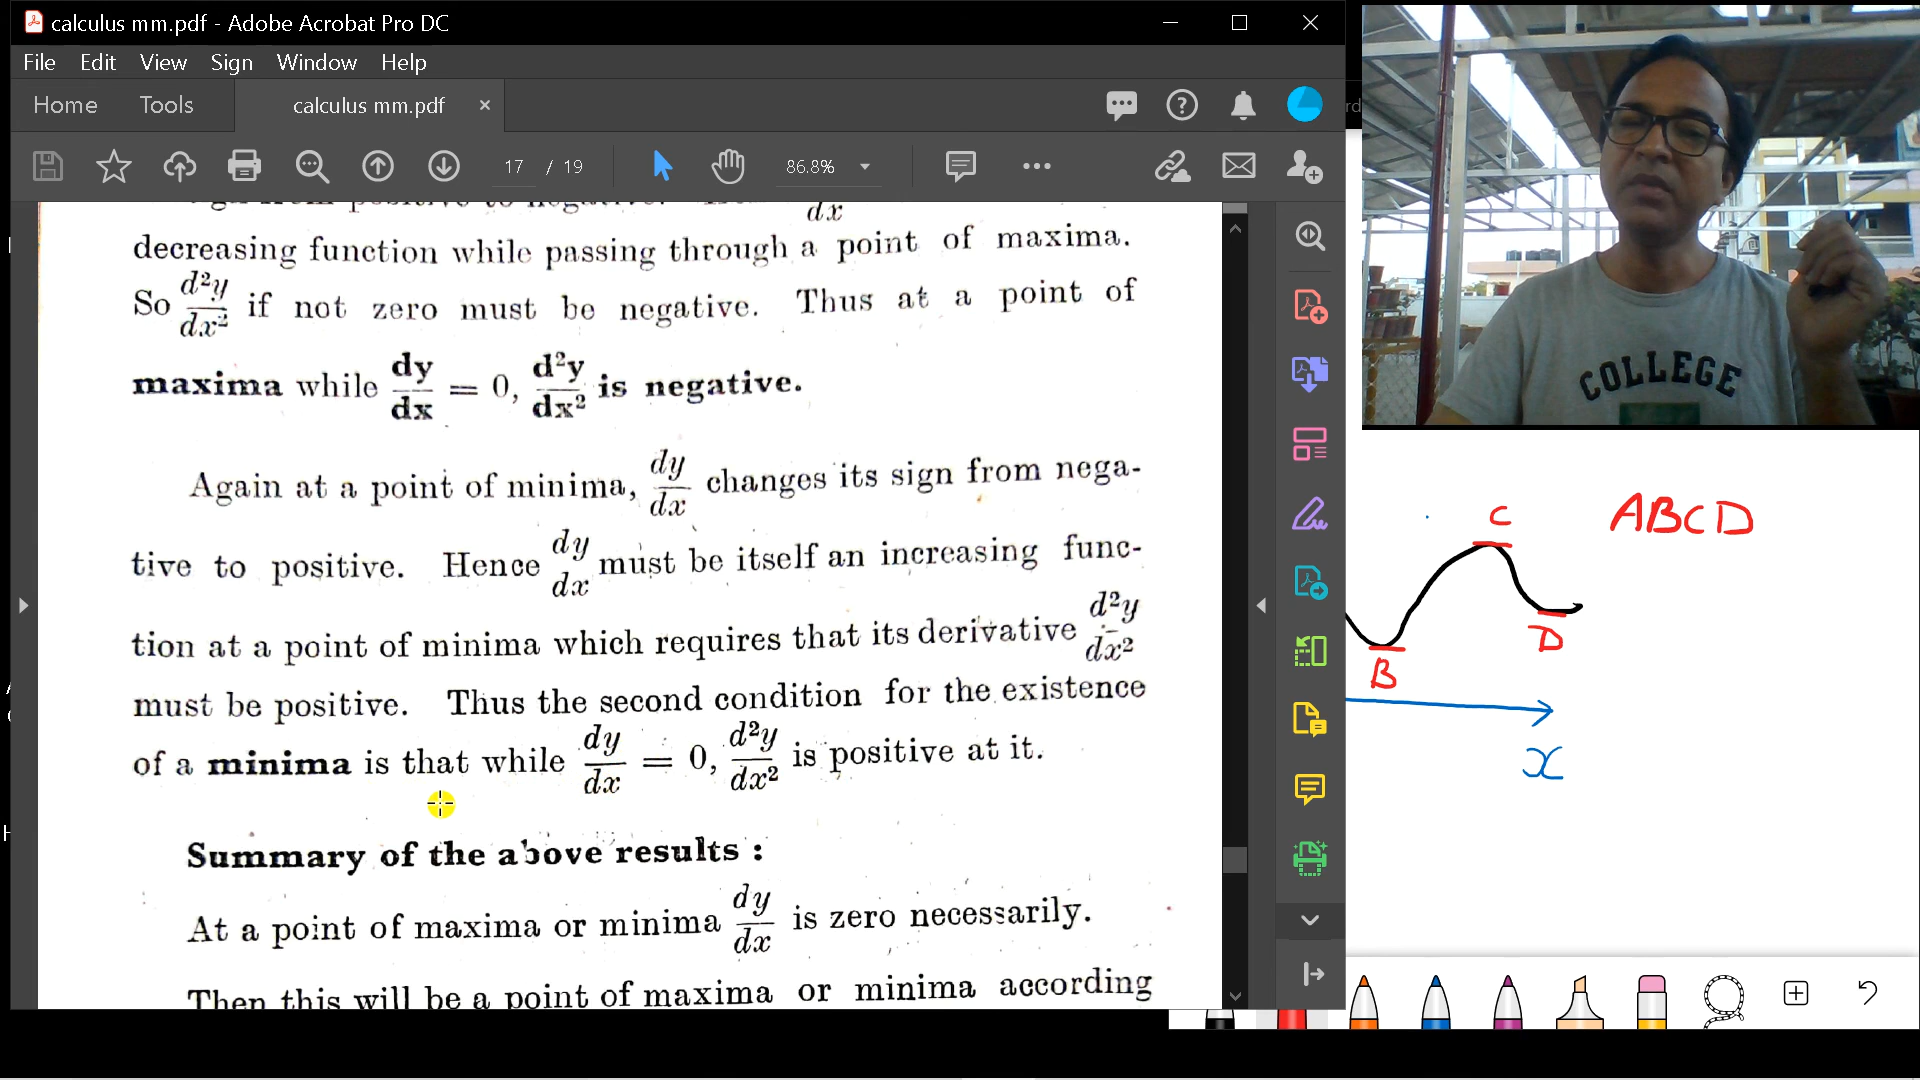 calculus mm.pdf - Adobe Acrobat Pro DC
File Edit View Sign Window Help
Home Tools calculus mm.pdf ×
17 / 19 86.8%
dx
decreasing function while passing through a point of maxima.
So d²y/dx² if not zero must be negative. Thus at a point of
maxima while dy/dx = 0, d²y/dx² is negative.
Again at a point of minima, dy/dx changes its sign from nega-
tive to positive. Hence dy/dx must be itself an increasing func-
tion at a point of minima which requires that its derivative d²y/dx²
must be positive. Thus the second condition for the existence
of a minima is that while dy/dx = 0, d²y/dx² is positive at it.
Summary of the above results :
At a point of maxima or minima dy/dx is zero necessarily.
Then this will be a point of maxima or minima according
COLLEGE
C
ABCD
D
B
x